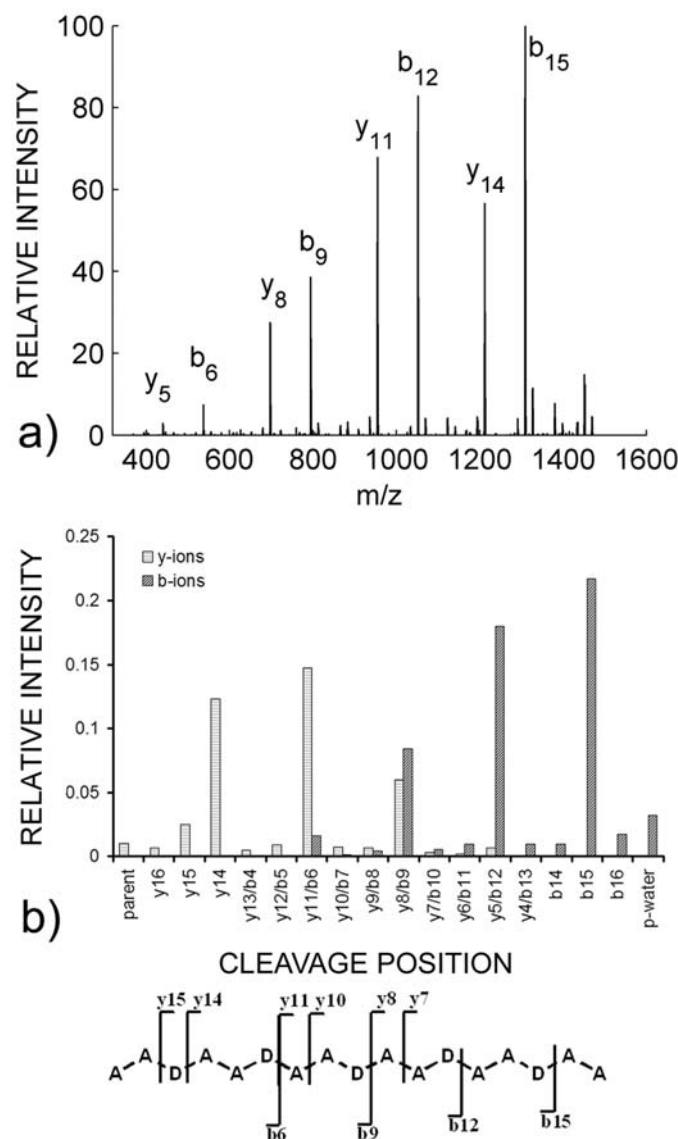 100
80
60
40
20
0
RELATIVE INTENSITY
y5
b6
y8
b9
y11
b12
y14
b15
400 600 800 1000 1200 1400 1600
m/z
a)
0.25
0.2
0.15
0.1
0.05
0
RELATIVE INTENSITY
y-ions
b-ions
parent
y16
y15
y14
y13/b4
y12/b5
y11/b6
y10/b7
y9/b8
y8/b9
y7/b10
y6/b11
y5/b12
y4/b13
b14
b15
b16
p-water
b)
CLEAVAGE POSITION
y15 y14 y11 y10 y8 y7
A A D A A D A A D A A D A A D A A
b6 b9 b12 b15